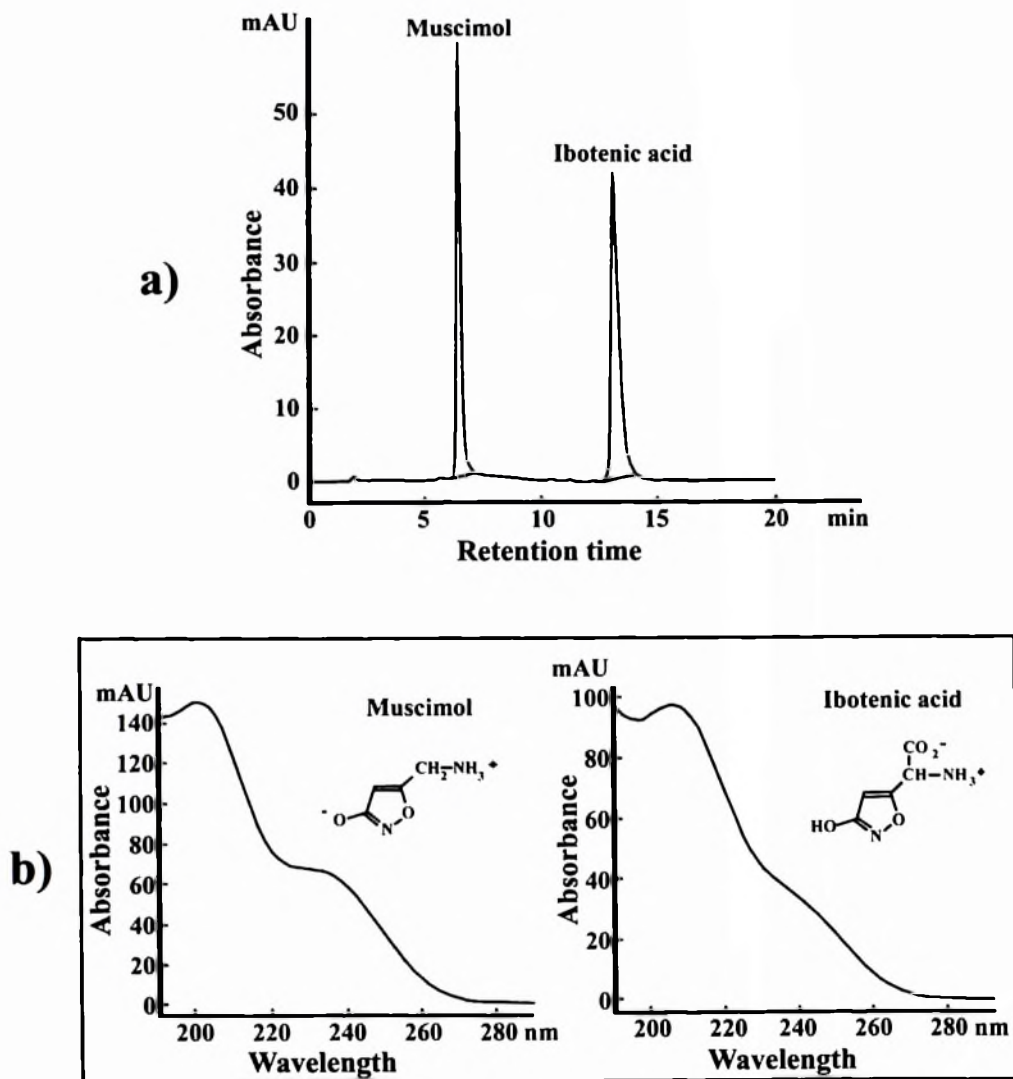 a)
mAU
Muscimol
Ibotenic acid
50
40
30
20
10
0
Absorbance
0 5 10 15 20 min
Retention time
b)
mAU
140
120
100
80
60
40
20
0
Absorbance
Muscimol
CH2-NH3+
-O N O
200 220 240 260 280 nm
Wavelength
mAU
100
80
60
40
20
0
Absorbance
Ibotenic acid
CO2-
CH-NH3+
HO N O
200 220 240 260 280 nm
Wavelength